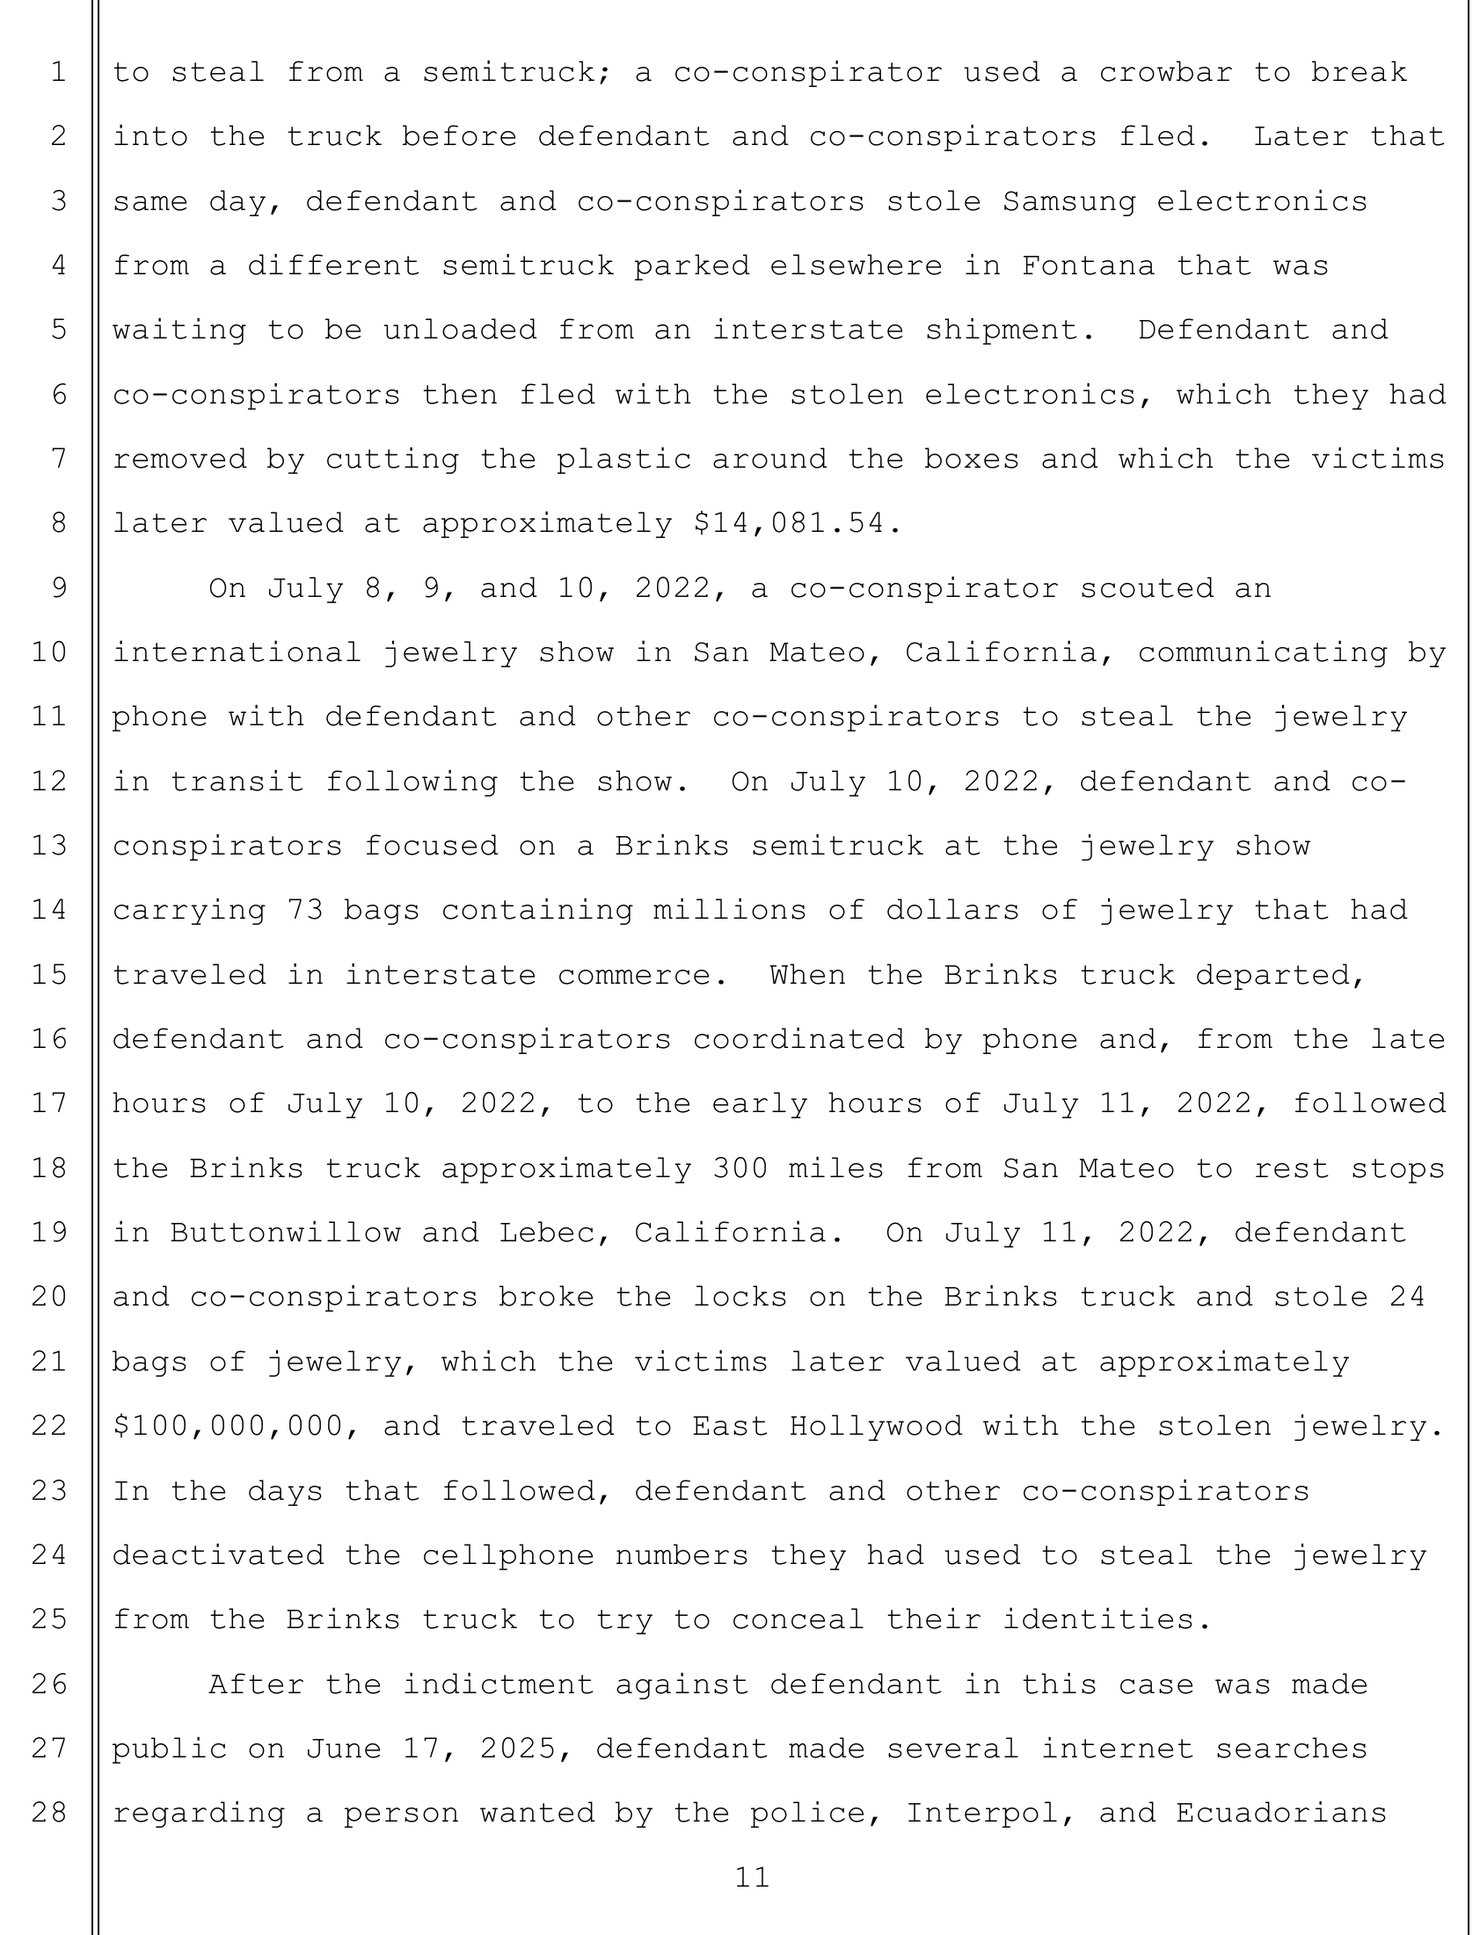 1 to steal from a semitruck; a co-conspirator used a crowbar to break
2 into the truck before defendant and co-conspirators fled.  Later that
3 same day, defendant and co-conspirators stole Samsung electronics
4 from a different semitruck parked elsewhere in Fontana that was
5 waiting to be unloaded from an interstate shipment.  Defendant and
6 co-conspirators then fled with the stolen electronics, which they had
7 removed by cutting the plastic around the boxes and which the victims
8 later valued at approximately $14,081.54.
9 On July 8, 9, and 10, 2022, a co-conspirator scouted an
10 international jewelry show in San Mateo, California, communicating by
11 phone with defendant and other co-conspirators to steal the jewelry
12 in transit following the show.  On July 10, 2022, defendant and co-
13 conspirators focused on a Brinks semitruck at the jewelry show
14 carrying 73 bags containing millions of dollars of jewelry that had
15 traveled in interstate commerce.  When the Brinks truck departed,
16 defendant and co-conspirators coordinated by phone and, from the late
17 hours of July 10, 2022, to the early hours of July 11, 2022, followed
18 the Brinks truck approximately 300 miles from San Mateo to rest stops
19 in Buttonwillow and Lebec, California.  On July 11, 2022, defendant
20 and co-conspirators broke the locks on the Brinks truck and stole 24
21 bags of jewelry, which the victims later valued at approximately
22 $100,000,000, and traveled to East Hollywood with the stolen jewelry.
23 In the days that followed, defendant and other co-conspirators
24 deactivated the cellphone numbers they had used to steal the jewelry
25 from the Brinks truck to try to conceal their identities.
26 After the indictment against defendant in this case was made
27 public on June 17, 2025, defendant made several internet searches
28 regarding a person wanted by the police, Interpol, and Ecuadorians
11